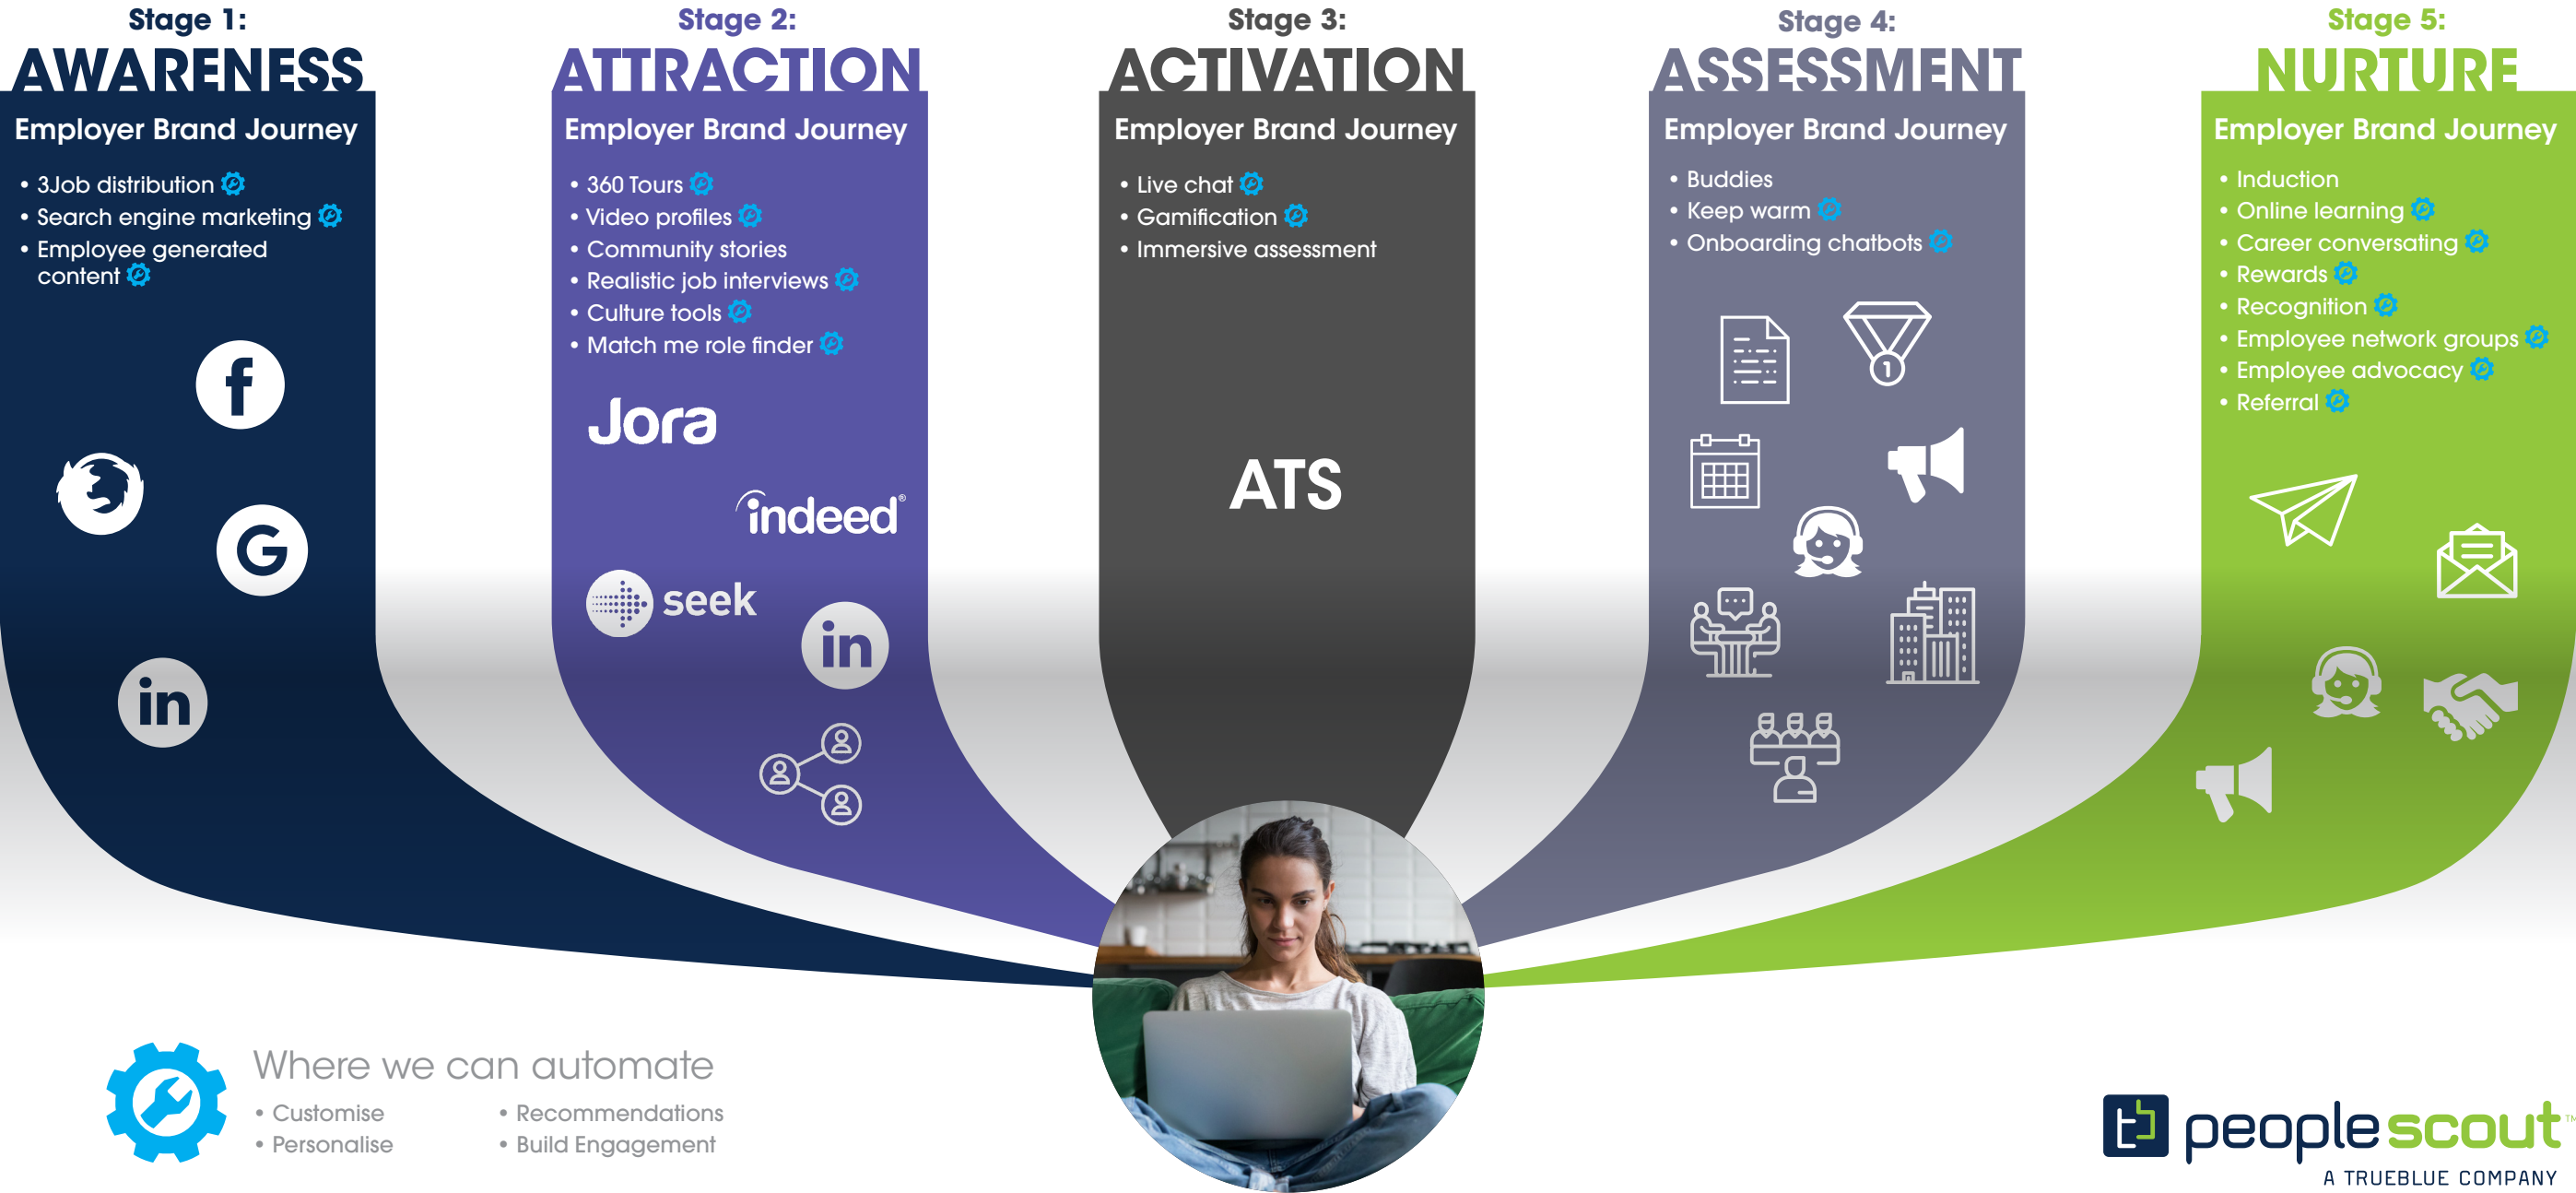 Stage 1:
AWARENESS
Employer Brand Journey
• 3Job distribution
• Search engine marketing
• Employee generated
content
f
G
in
Stage 2:
ATTRACTION
Employer Brand Journey
• 360 Tours
• Video profiles
• Community stories
• Realistic job interviews
• Culture tools
• Match me role finder
Jora
indeed®
seek
in
Stage 3:
ACTIVATION
Employer Brand Journey
• Live chat
• Gamification
• Immersive assessment
ATS
Stage 4:
ASSESSMENT
Employer Brand Journey
• Buddies
• Keep warm
• Onboarding chatbots
1
Stage 5:
NURTURE
Employer Brand Journey
• Induction
• Online learning
• Career conversating
• Rewards
• Recognition
• Employee network groups
• Employee advocacy
• Referral
Where we can automate
• Customise
• Personalise
• Recommendations
• Build Engagement
tb peoplescout™
A TRUEBLUE COMPANY